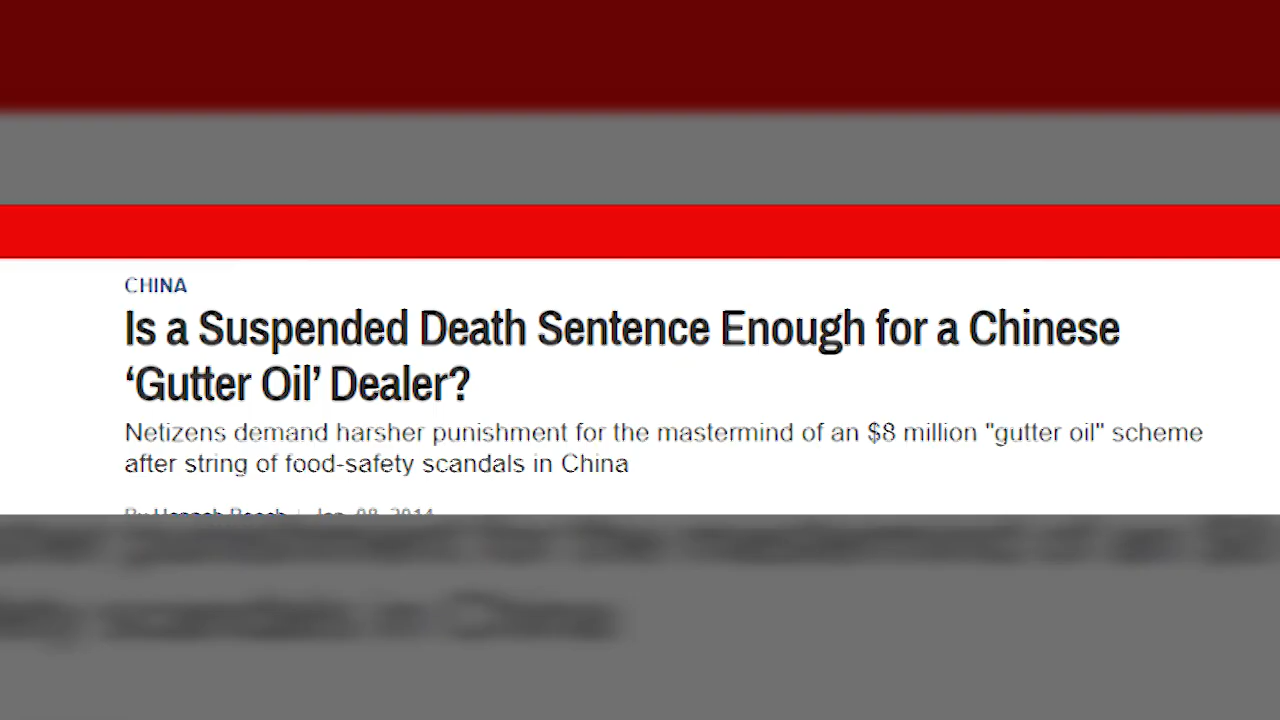 CHINA
Is a Suspended Death Sentence Enough for a Chinese
‘Gutter Oil’ Dealer?
Netizens demand harsher punishment for the mastermind of an $8 million "gutter oil" scheme
after string of food-safety scandals in China